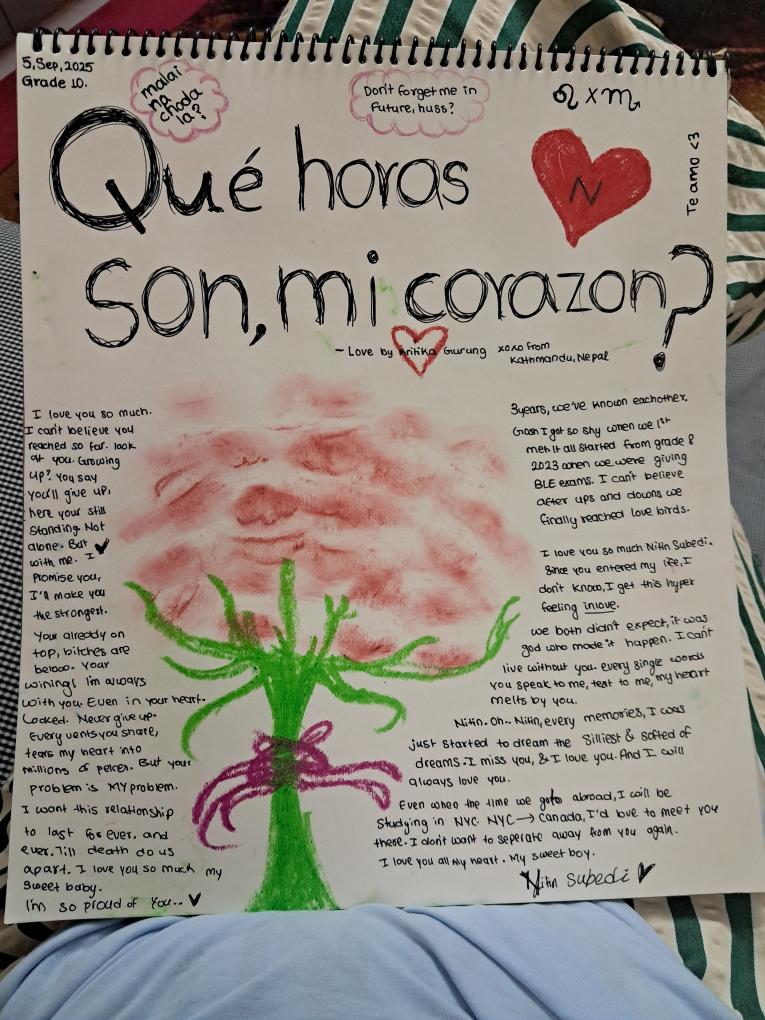 5, Sep, 2025
Grade 10.
malai
na
choda
la?
Don't forget me in
Future, huss?
♌ x ♏
Qué horas
N
Te amo <3
son, mi corazon?
- Love by Kritika Gurung xoxo from
Kathmandu, Nepal
I love you so much.
I can't believe you
reached so far. look
at you. Growing
up? You say
you'll give up,
here your still
standing. Not
alone. But
with me. I
Promise you,
I'll make you
the strongest.
Your already on
top, bitches are
beloo. Your
wining! I'm always
with you. Even in your heart.
Locked. Never give up.
Every vents you share,
tears my heart into
millions of peices. But your
problem is MY problem.
I want this relationship
to last for ever, and
ever. Till death do us
apart. I love you so much my
sweet baby.
I'm so proud of You.. ♥
3years, we've known eachother.
Gosh I got so shy when we 1st
met. It all started from grade 8
2023 when we were giving
BLE exams. I can't believe
after ups and downs we
finally reached love birds.
I love you so much Nitin Subedi.
Since you entered my life, I
don't know, I get this hyper
feeling inlove.
we both didn't expect, it was
god who made it happen. I can't
live without you. every single words
you speak to me, text to me, my heart
melts by you.
Nitin. Oh.. Nitin, every memories, I was
just started to dream the silliest & softed of
dreams. I miss you, & I love you. And I will
always love you.
Even when the time we goto abroad, I will be
studying in NYC. NYC → Canada, I'd love to meet you
there. I don't want to seperate away from you again.
I love you all my heart. My sweet boy.
Nitin Subedi ♥